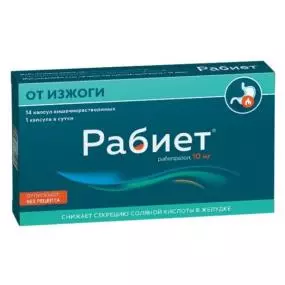 ОТ ИЗЖОГИ
14 капсул кишечнорастворимых
1 капсула в сутки
Рабиет®
рабепразол 10 мг
ОТПУСКАЕТСЯ
БЕЗ РЕЦЕПТА
СНИЖАЕТ СЕКРЕЦИЮ СОЛЯНОЙ КИСЛОТЫ В ЖЕЛУДКЕ